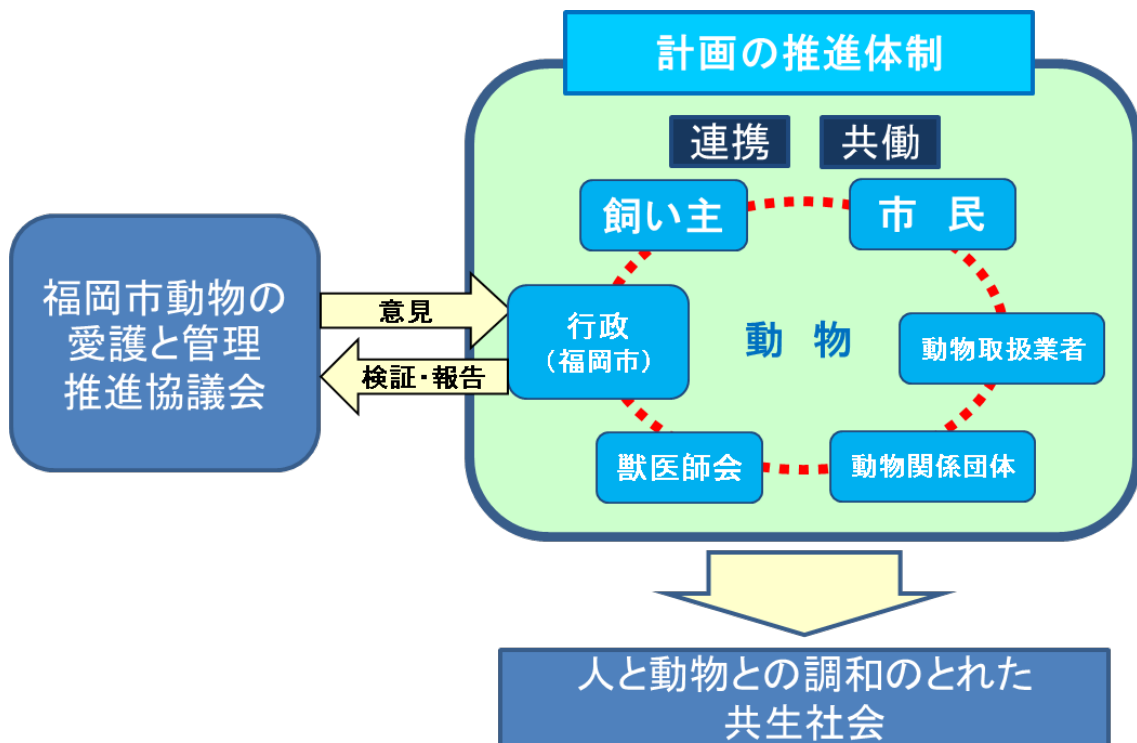 計画の推進体制
連携 共働
飼い主
市 民
福岡市動物の
愛護と管理
推進協議会
意見
検証・報告
行政
（福岡市）
動 物
動物取扱業者
獣医師会
動物関係団体
人と動物との調和のとれた
共生社会